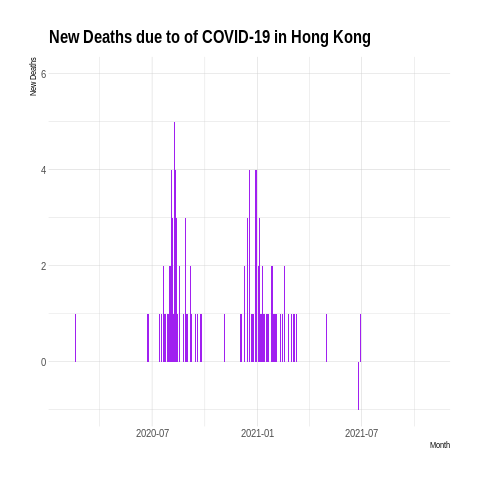 New Deaths due to of COVID-19 in Hong Kong
New Deaths
6
4
2
0
2020-07 2021-01 2021-07
Month